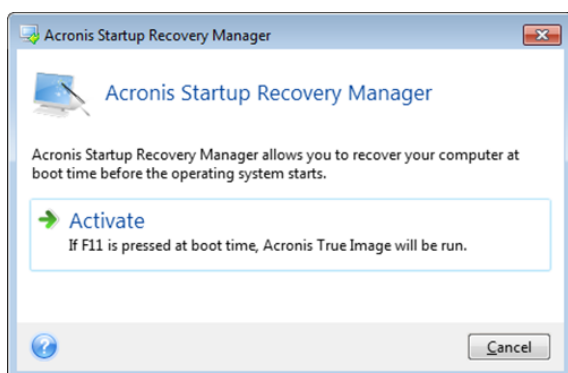 Acronis Startup Recovery Manager
Acronis Startup Recovery Manager
Acronis Startup Recovery Manager allows you to recover your computer at
boot time before the operating system starts.
Activate
If F11 is pressed at boot time, Acronis True Image will be run.
Cancel